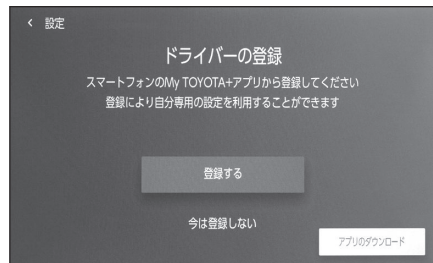 < 設定
ドライバーの登録
スマートフォンのMy TOYOTA+アプリから登録してください
登録により自分専用の設定を利用することができます
登録する
今は登録しない
アプリのダウンロード